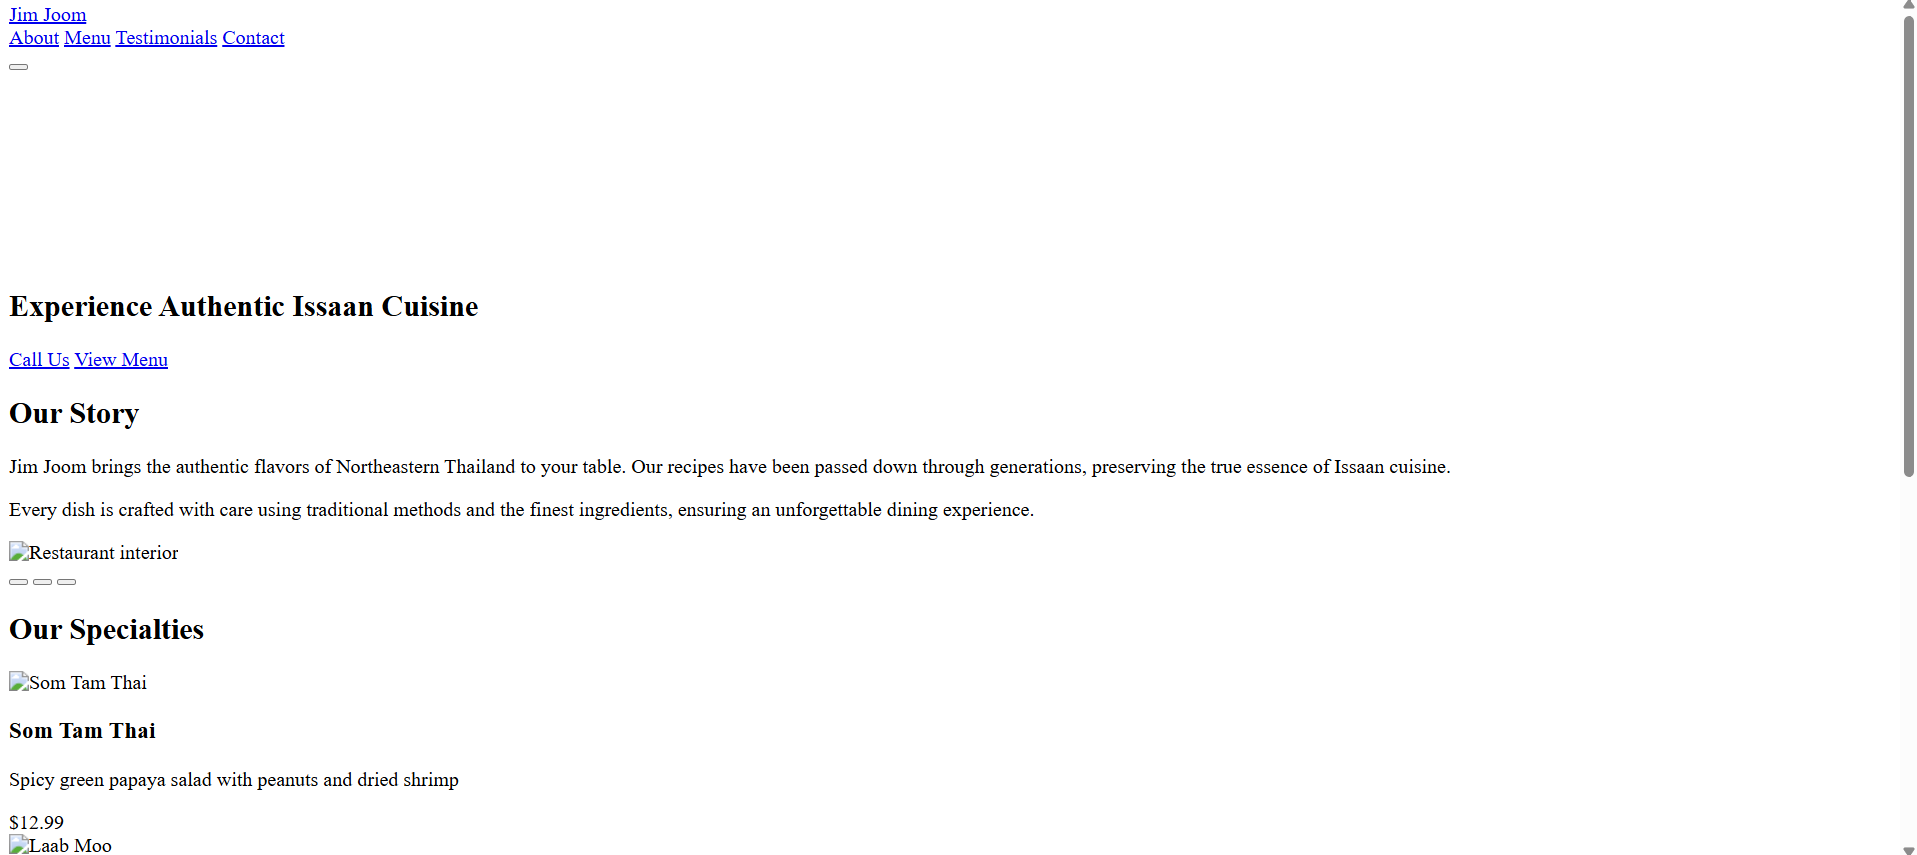 Jim Joom
About Menu Testimonials Contact
Experience Authentic Issaan Cuisine
Call Us View Menu
Our Story
Jim Joom brings the authentic flavors of Northeastern Thailand to your table. Our recipes have been passed down through generations, preserving the true essence of Issaan cuisine.
Every dish is crafted with care using traditional methods and the finest ingredients, ensuring an unforgettable dining experience.
Restaurant interior
Our Specialties
Som Tam Thai
Som Tam Thai
Spicy green papaya salad with peanuts and dried shrimp
$12.99
Laab Moo